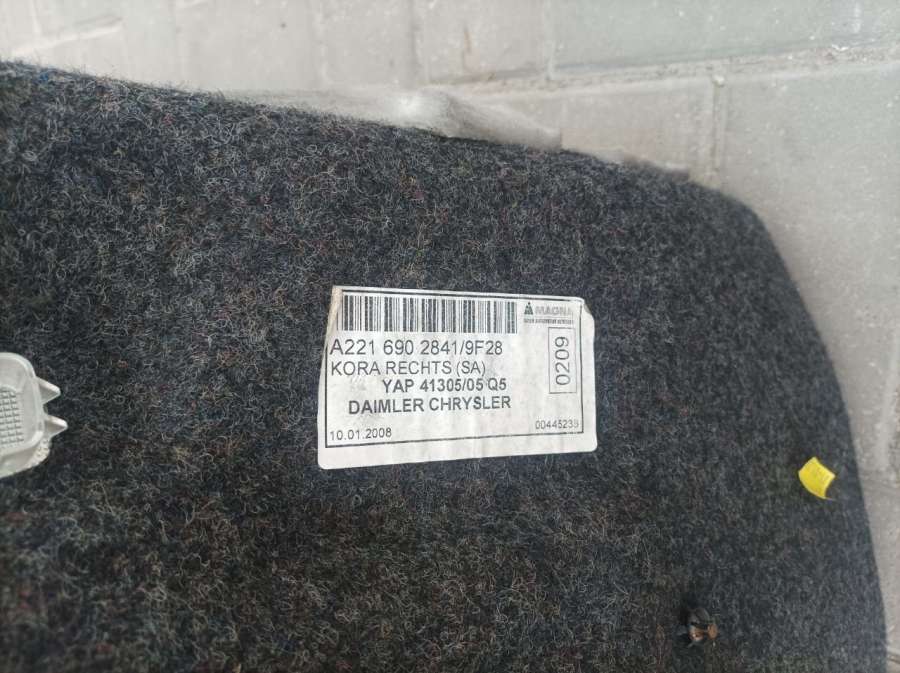 MAGNA
A221 690 2841/9F28
KORA RECHTS (SA)
YAP 41305/05 Q5
DAIMLER CHRYSLER
10.01.2008
00445239
0209